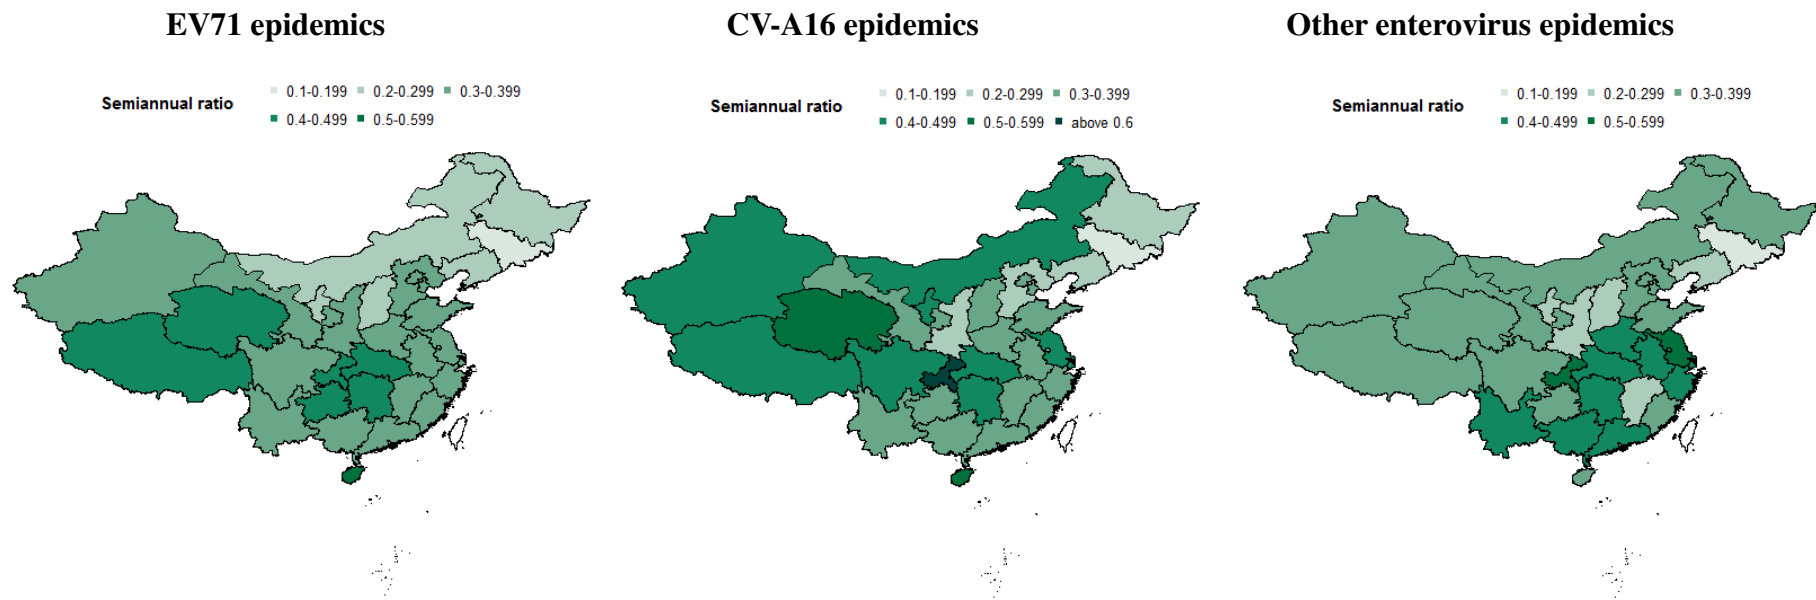 EV71 epidemics
CV-A16 epidemics
Other enterovirus epidemics
Semiannual ratio
0.1-0.199 0.2-0.299 0.3-0.399
0.4-0.499 0.5-0.599
Semiannual ratio
0.1-0.199 0.2-0.299 0.3-0.399
0.4-0.499 0.5-0.599 above 0.6
Semiannual ratio
0.1-0.199 0.2-0.299 0.3-0.399
0.4-0.499 0.5-0.599